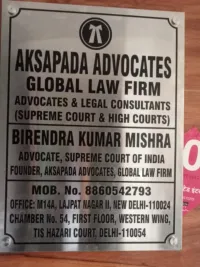 AKSAPADA ADVOCATES
GLOBAL LAW FIRM
ADVOCATES & LEGAL CONSULTANTS
(SUPREME COURT & HIGH COURTS)
BIRENDRA KUMAR MISHRA
ADVOCATE, SUPREME COURT OF INDIA
FOUNDER, AKSAPADA ADVOCATES, GLOBAL LAW FIRM
MOB. No. 8860542793
OFFICE: M14A, LAJPAT NAGAR II, NEW DELHI-110024
CHAMBER No. 54, FIRST FLOOR, WESTERN WING,
TIS HAZARI COURT, DELHI-110054